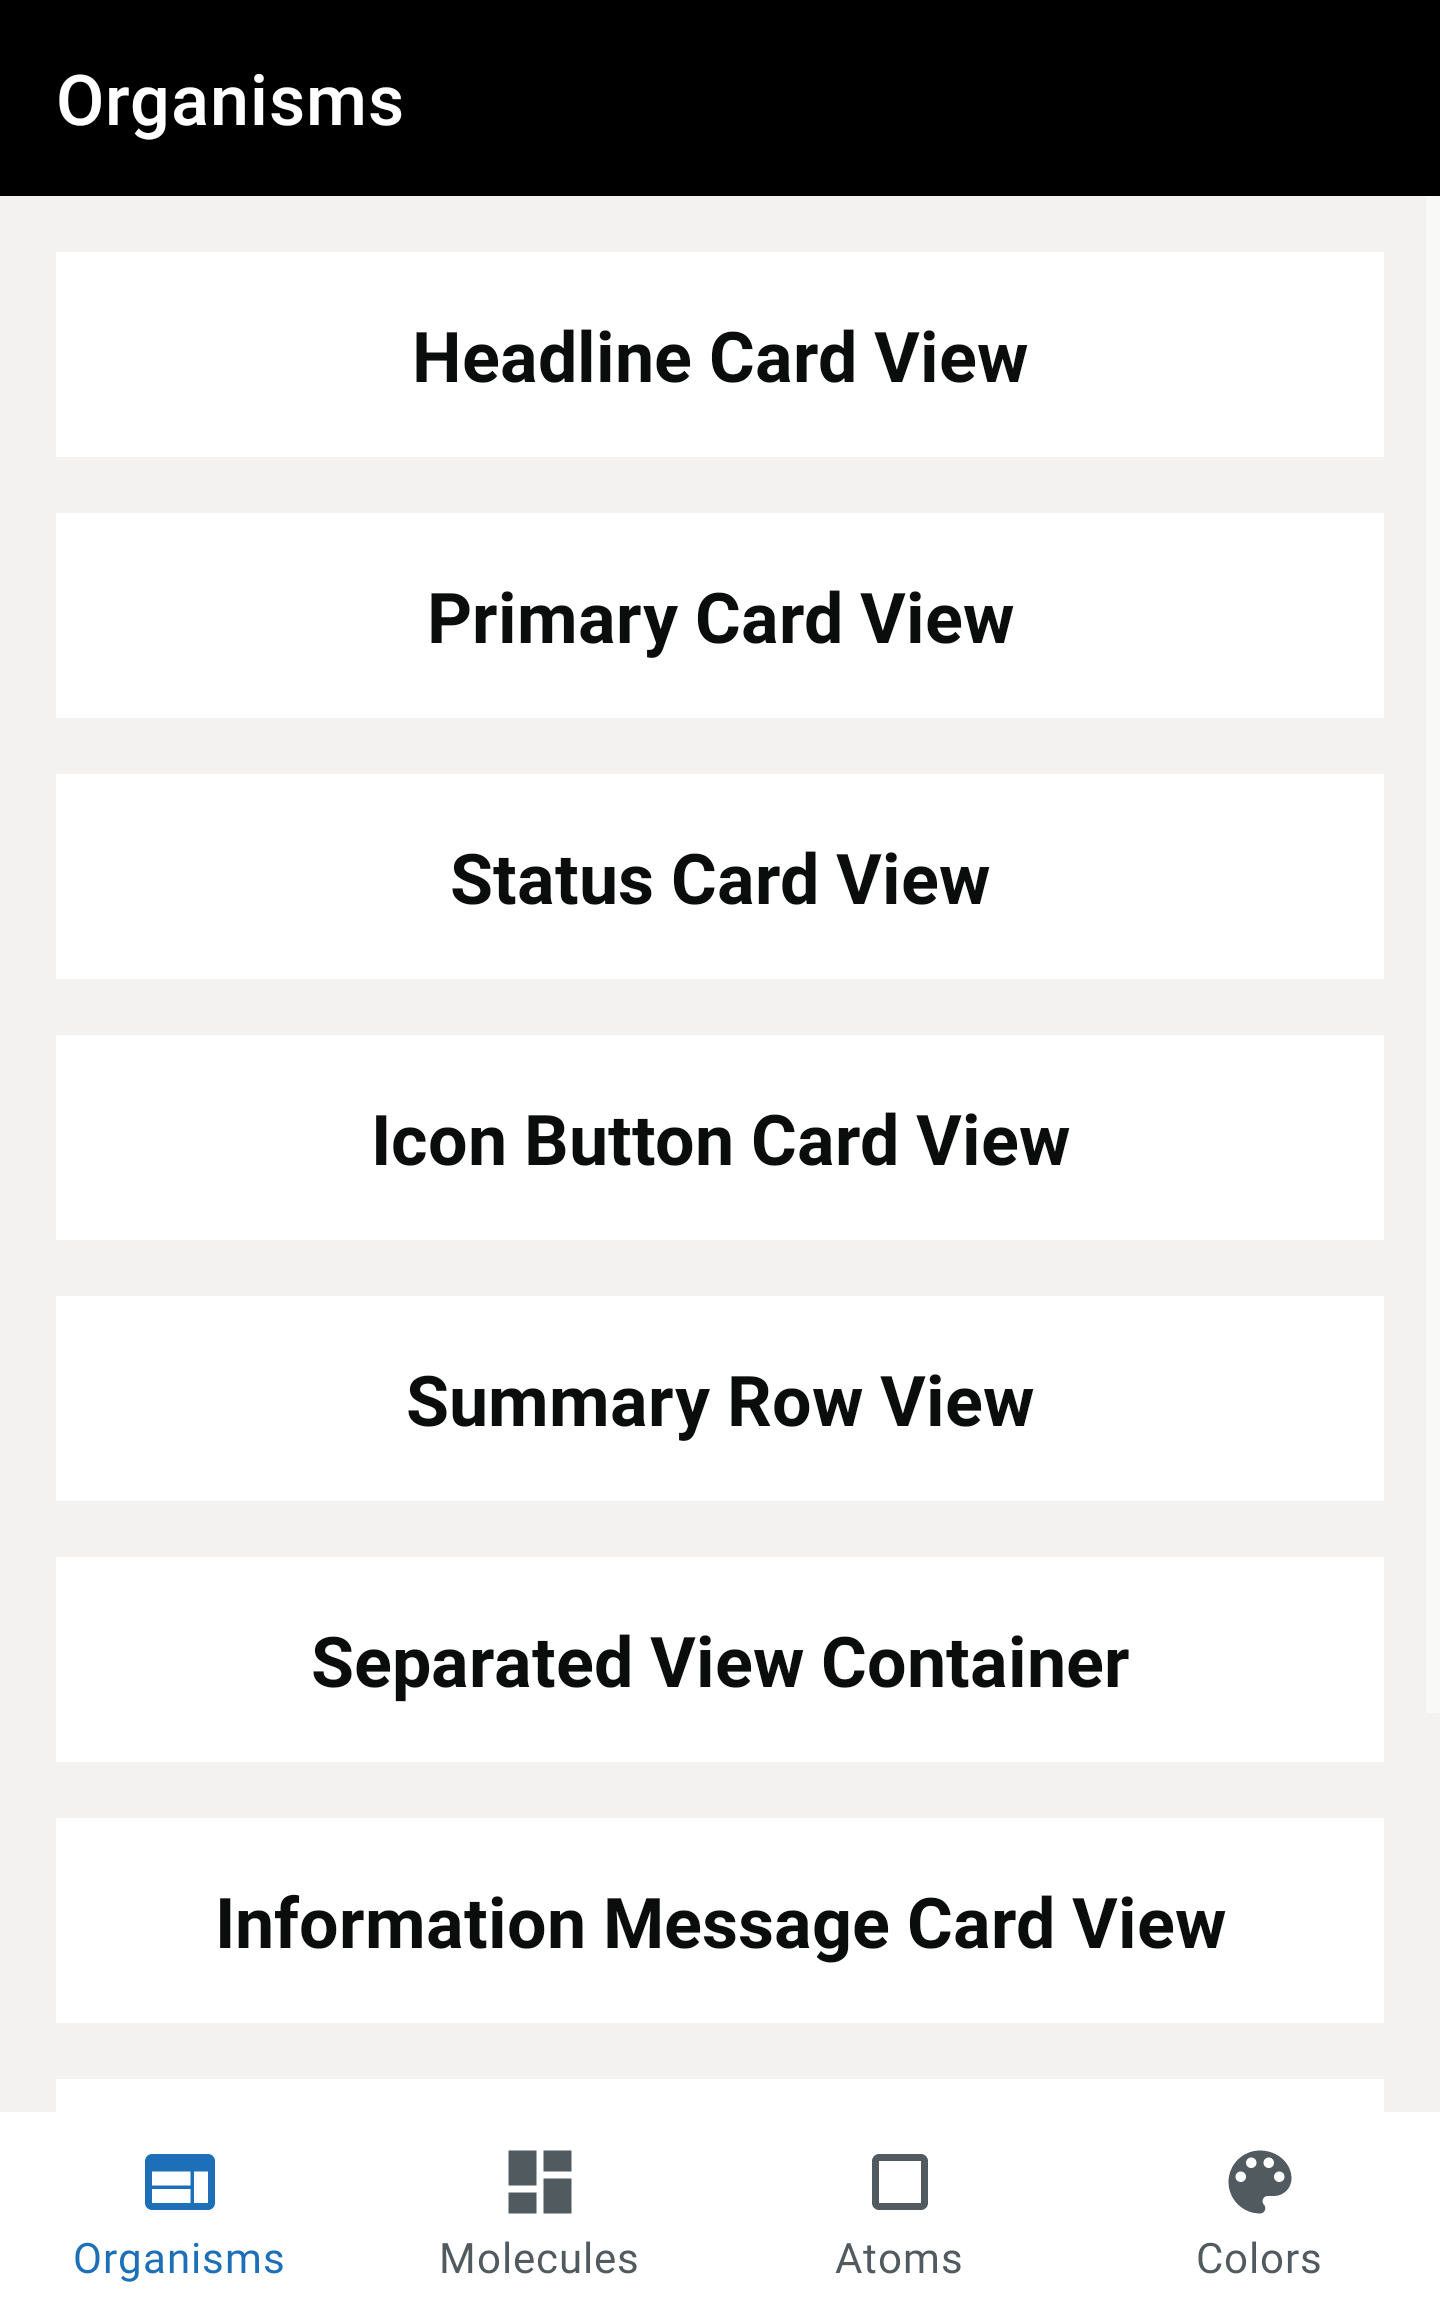 Organisms
Headline Card View
Primary Card View
Status Card View
Icon Button Card View
Summary Row View
Separated View Container
Information Message Card View
Organisms
Molecules
Atoms
Colors